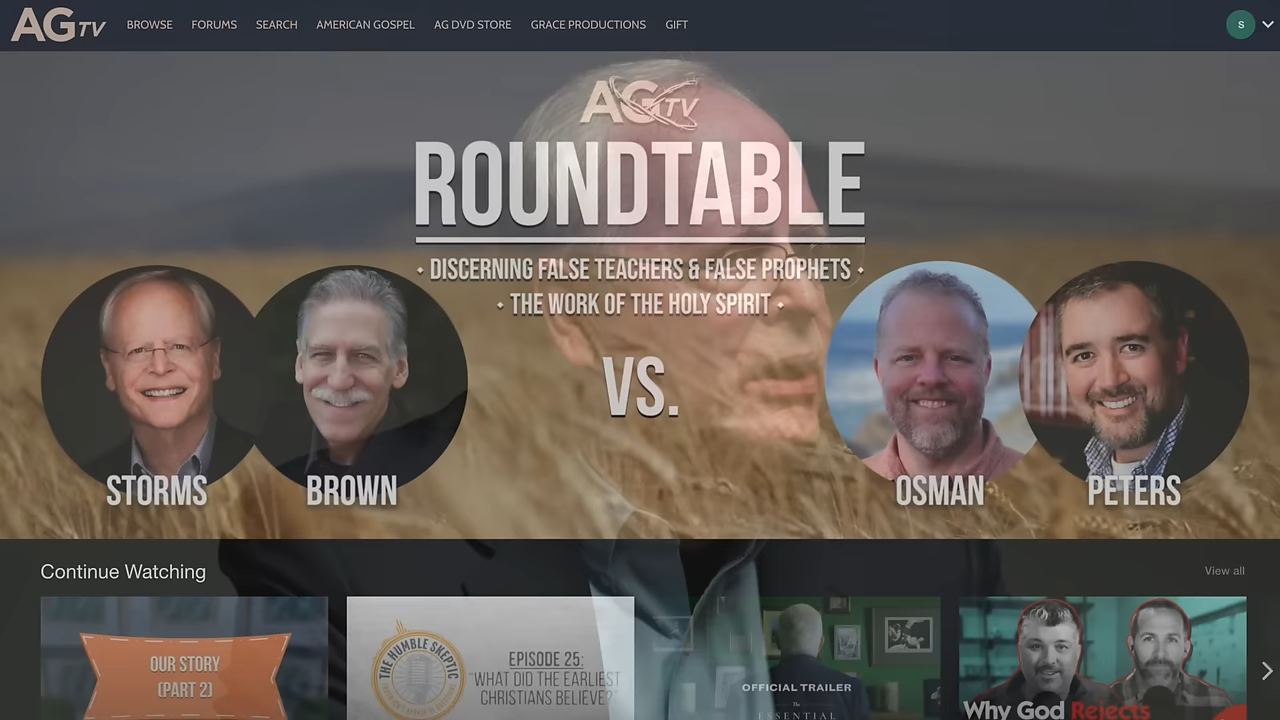 AGTV BROWSE FORUMS SEARCH AMERICAN GOSPEL AG DVD STORE GRACE PRODUCTIONS GIFT S
AGTV
ROUNDTABLE
• DISCERNING FALSE TEACHERS & FALSE PROPHETS •
• THE WORK OF THE HOLY SPIRIT •
VS.
STORMS BROWN OSMAN PETERS
Continue Watching View all
OUR STORY
(PART 2)
THE HUMBLE SKEPTIC
EPISODE 25:
"WHAT DID THE EARLIEST
CHRISTIANS BELIEVE?"
OFFICIAL TRAILER
The
ESSENTIAL
Why God Rejects